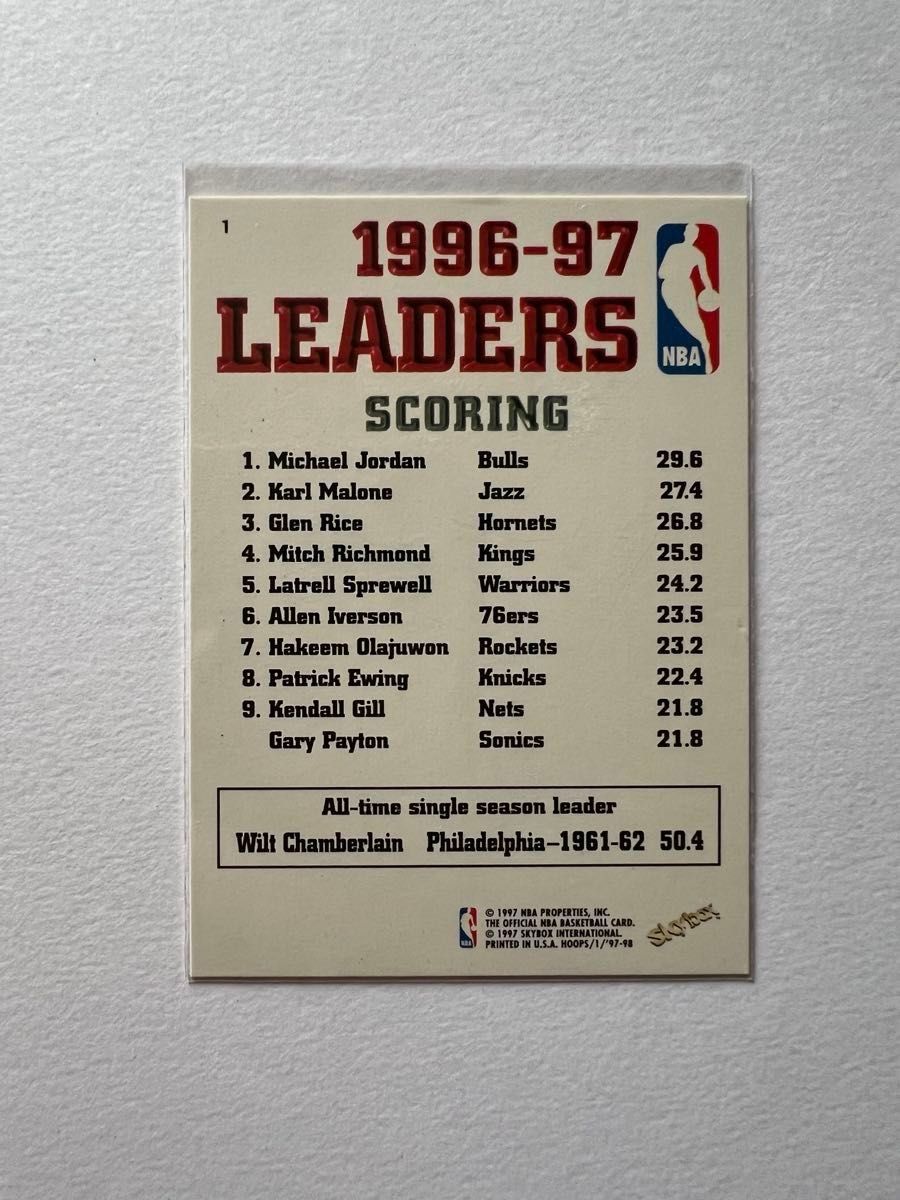 1
1996-97
LEADERS
NBA
SCORING
1. Michael Jordan Bulls 29.6
2. Karl Malone Jazz 27.4
3. Glen Rice Hornets 26.8
4. Mitch Richmond Kings 25.9
5. Latrell Sprewell Warriors 24.2
6. Allen Iverson 76ers 23.5
7. Hakeem Olajuwon Rockets 23.2
8. Patrick Ewing Knicks 22.4
9. Kendall Gill Nets 21.8
Gary Payton Sonics 21.8
All-time single season leader
Wilt Chamberlain Philadelphia–1961-62 50.4
NBA
© 1997 NBA PROPERTIES, INC.
THE OFFICIAL NBA BASKETBALL CARD.
© 1997 SKYBOX INTERNATIONAL.
PRINTED IN U.S.A. HOOPS/1/'97-98
SkyBox